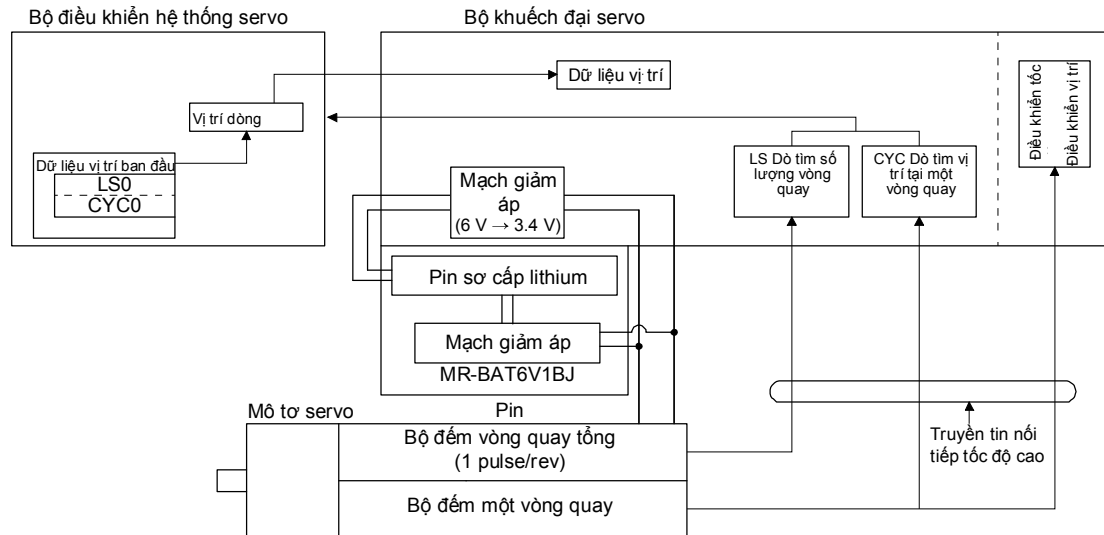 Bộ điều khiển hệ thống servo
Bộ khuếch đại servo
Dữ liệu vị trí
Vị trí dòng
Dữ liệu vị trí ban đầu
LS0
CYC0
Mạch giảm
áp
(6 V → 3.4 V)
LS Dò tìm số
lượng vòng
quay
CYC Dò tìm vị
trí tại một
vòng quay
Điều khiển tốc
Điều khiển vị trí
Pin sơ cấp lithium
Mạch giảm áp
MR-BAT6V1BJ
Mô tơ servo
Pin
Bộ đếm vòng quay tổng
(1 pulse/rev)
Bộ đếm một vòng quay
Truyền tin nối
tiếp tốc độ cao